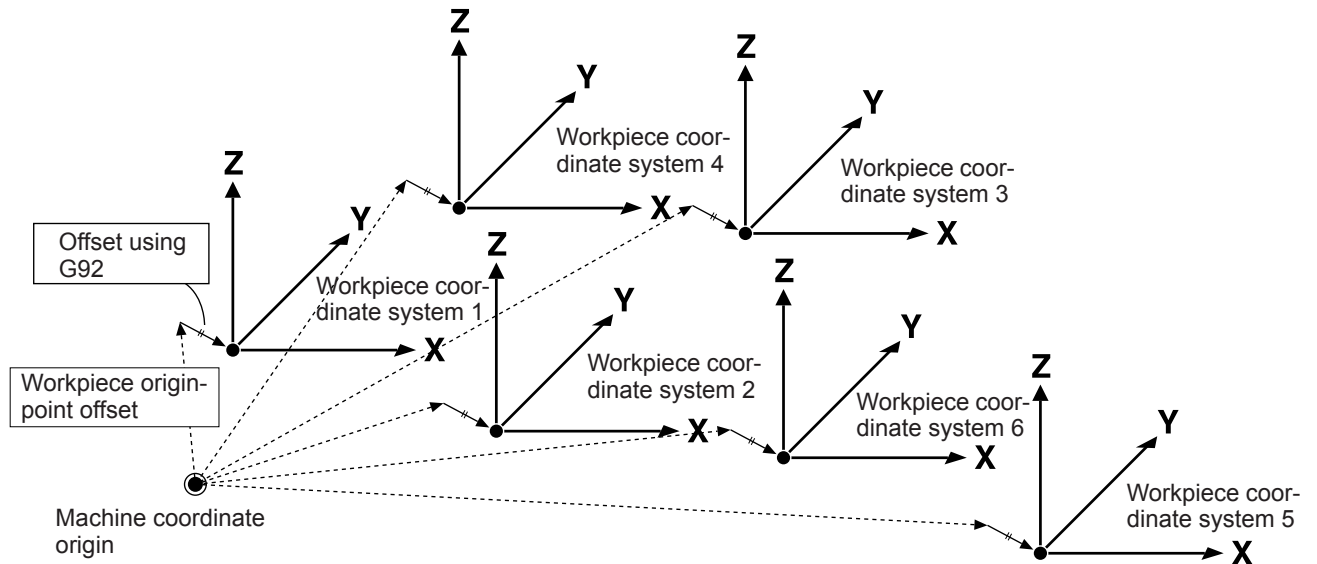 Z
Y
Workpiece coor-
dinate system 4
X
Z
Y
Workpiece coor-
dinate system 3
X
Z
Y
Offset using
G92
Workpiece coor-
dinate system 1
X
Z
Y
Workpiece coor-
dinate system 2
X
Z
Y
Workpiece coor-
dinate system 6
X
Workpiece origin-
point offset
Z
Y
Workpiece coor-
dinate system 5
X
Machine coordinate
origin